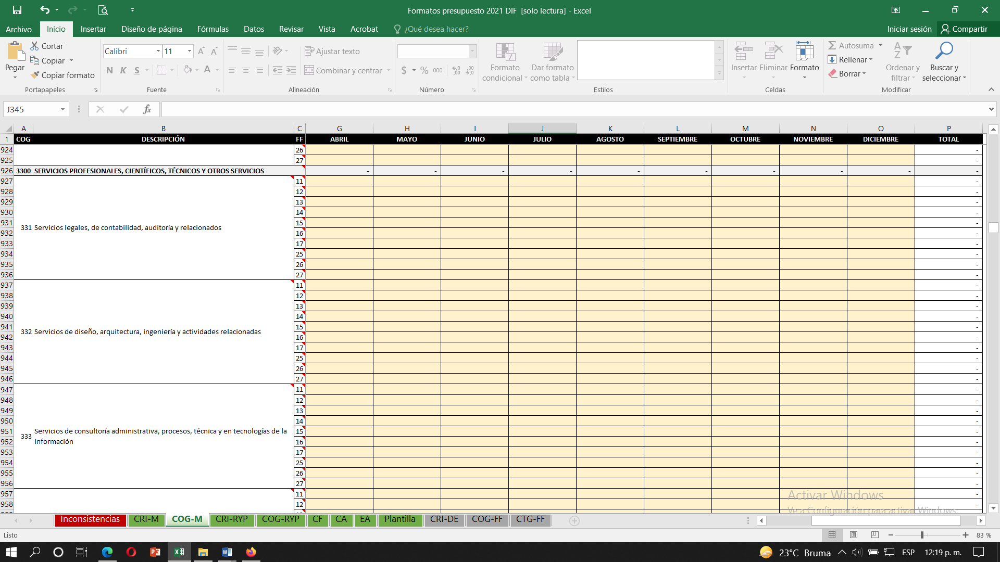 Formatos presupuesto 2021 DIF [solo lectura] - Excel
Archivo Inicio Insertar Diseño de página Fórmulas Datos Revisar Vista Acrobat ¿Qué desea hacer? Iniciar sesión Compartir
Pegar
Cortar
Copiar
Copiar formato
Portapapeles
Calibri 11
N K S
Fuente
Ajustar texto
Combinar y centrar
Alineación
$ % 000
Número
Formato condicional
Dar formato como tabla
Estilos
Insertar Eliminar Formato
Celdas
Autosuma
Rellenar
Borrar
Ordenar y filtrar
Buscar y seleccionar
Modificar
J345 fx
A B C G H I J K L M N O P
1 COG DESCRIPCIÓN FF ABRIL MAYO JUNIO JULIO AGOSTO SEPTIEMBRE OCTUBRE NOVIEMBRE DICIEMBRE TOTAL
924 26 -
925 27 -
926 3300 SERVICIOS PROFESIONALES, CIENTÍFICOS, TÉCNICOS Y OTROS SERVICIOS - - - - - - - - - -
927 11 -
928 12 -
929 13 -
930 14 -
931 15 -
331 Servicios legales, de contabilidad, auditoría y relacionados
932 16 -
933 17 -
934 25 -
935 26 -
936 27 -
937 11 -
938 12 -
939 13 -
940 14 -
941 15 -
332 Servicios de diseño, arquitectura, ingeniería y actividades relacionadas
942 16 -
943 17 -
944 25 -
945 26 -
946 27 -
947 11 -
948 12 -
949 13 -
950 14 -
951 Servicios de consultoría administrativa, procesos, técnica y en tecnologías de la 15 -
333
952 información 16 -
953 17 -
954 25 -
955 26 -
956 27 -
957 11 -
958 12 -
Activar Windows
Ve a Configuración para activar Windows.
Inconsistencias CRI-M COG-M CRI-RYP COG-RYP CF CA EA Plantilla CRI-DE COG-FF CTG-FF
Listo 83 %
23°C Bruma ESP 12:19 p. m.